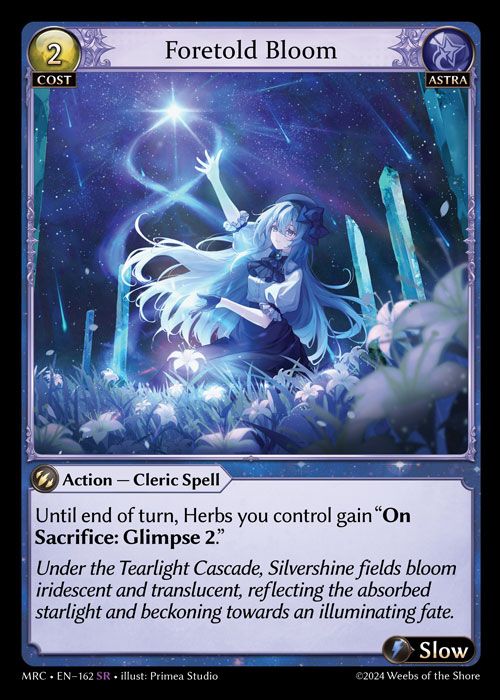 2
COST
Foretold Bloom
ASTRA
Action — Cleric Spell
Until end of turn, Herbs you control gain “On
Sacrifice: Glimpse 2.”
Under the Tearlight Cascade, Silvershine fields bloom
iridescent and translucent, reflecting the absorbed
starlight and beckoning towards an illuminating fate.
Slow
MRC • EN–162 SR • illust: Primea Studio
©2024 Weebs of the Shore